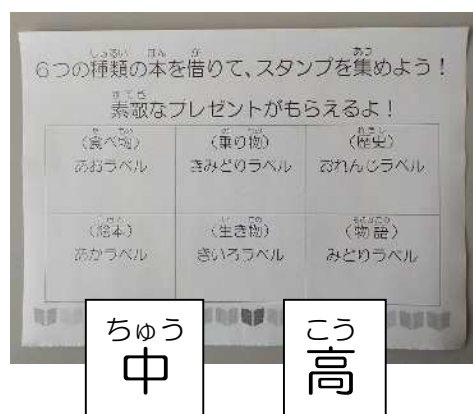 6つの種類の本を借りて、スタンプを集めよう!
素敵なプレゼントがもらえるよ!
(食べ物) (乗り物) (歴史)
あおラベル きみどりラベル おれんじラベル
(絵本) (生き物) (物語)
あかラベル きいろラベル みどりラベル
ちゅう こう
中 高